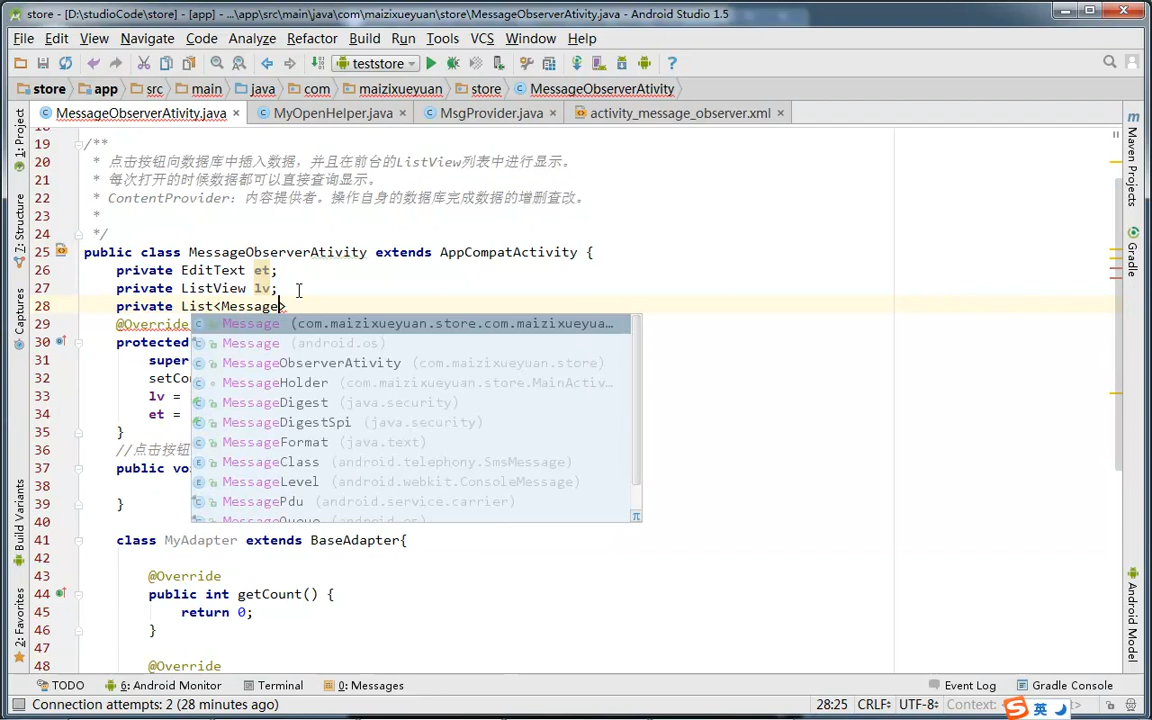 store - [D:\studioCode\store] - [app] - ...\app\src\main\java\com\maizixueyuan\store\MessageObserverAtivity.java - Android Studio 1.5
File Edit View Navigate Code Analyze Refactor Build Run Tools VCS Window Help
teststore
store app src main java com maizixueyuan store MessageObserverAtivity
MessageObserverAtivity.java MyOpenHelper.java MsgProvider.java activity_message_observer.xml
1: Project
7: Structure
Captures
Build Variants
2: Favorites
Maven Projects
Gradle
Android Model
19 /**
20 * 点击按钮向数据库中插入数据，并且在前台的ListView列表中进行显示。
21 * 每次打开的时候数据都可以直接查询显示。
22 * ContentProvider：内容提供者。操作自身的数据库完成数据的增删查改。
23 *
24 */
25 public class MessageObserverAtivity extends AppCompatActivity {
26 private EditText et;
27 private ListView lv;
28 private List<Message>
29 @Override
30 protected
31 super
32 setCo
33 lv =
34 et =
35 }
36 //点击按钮
37 public vo
38
39 }
40
41 class MyAdapter extends BaseAdapter{
42
43 @Override
44 public int getCount() {
45 return 0;
46 }
47
48 @Override
Message (com.maizixueyuan.store.com.maizixueyua...
Message (android.os)
MessageObserverAtivity (com.maizixueyuan.store)
MessageHolder (com.maizixueyuan.store.MainActiv...
MessageDigest (java.security)
MessageDigestSpi (java.security)
MessageFormat (java.text)
MessageClass (android.telephony.SmsMessage)
MessageLevel (android.webkit.ConsoleMessage)
MessagePdu (android.service.carrier)
MessageQueue (android.os)
π
TODO 6: Android Monitor Terminal 0: Messages Event Log Gradle Console
Connection attempts: 2 (28 minutes ago) 28:25 CRLF UTF-8 Context: 英